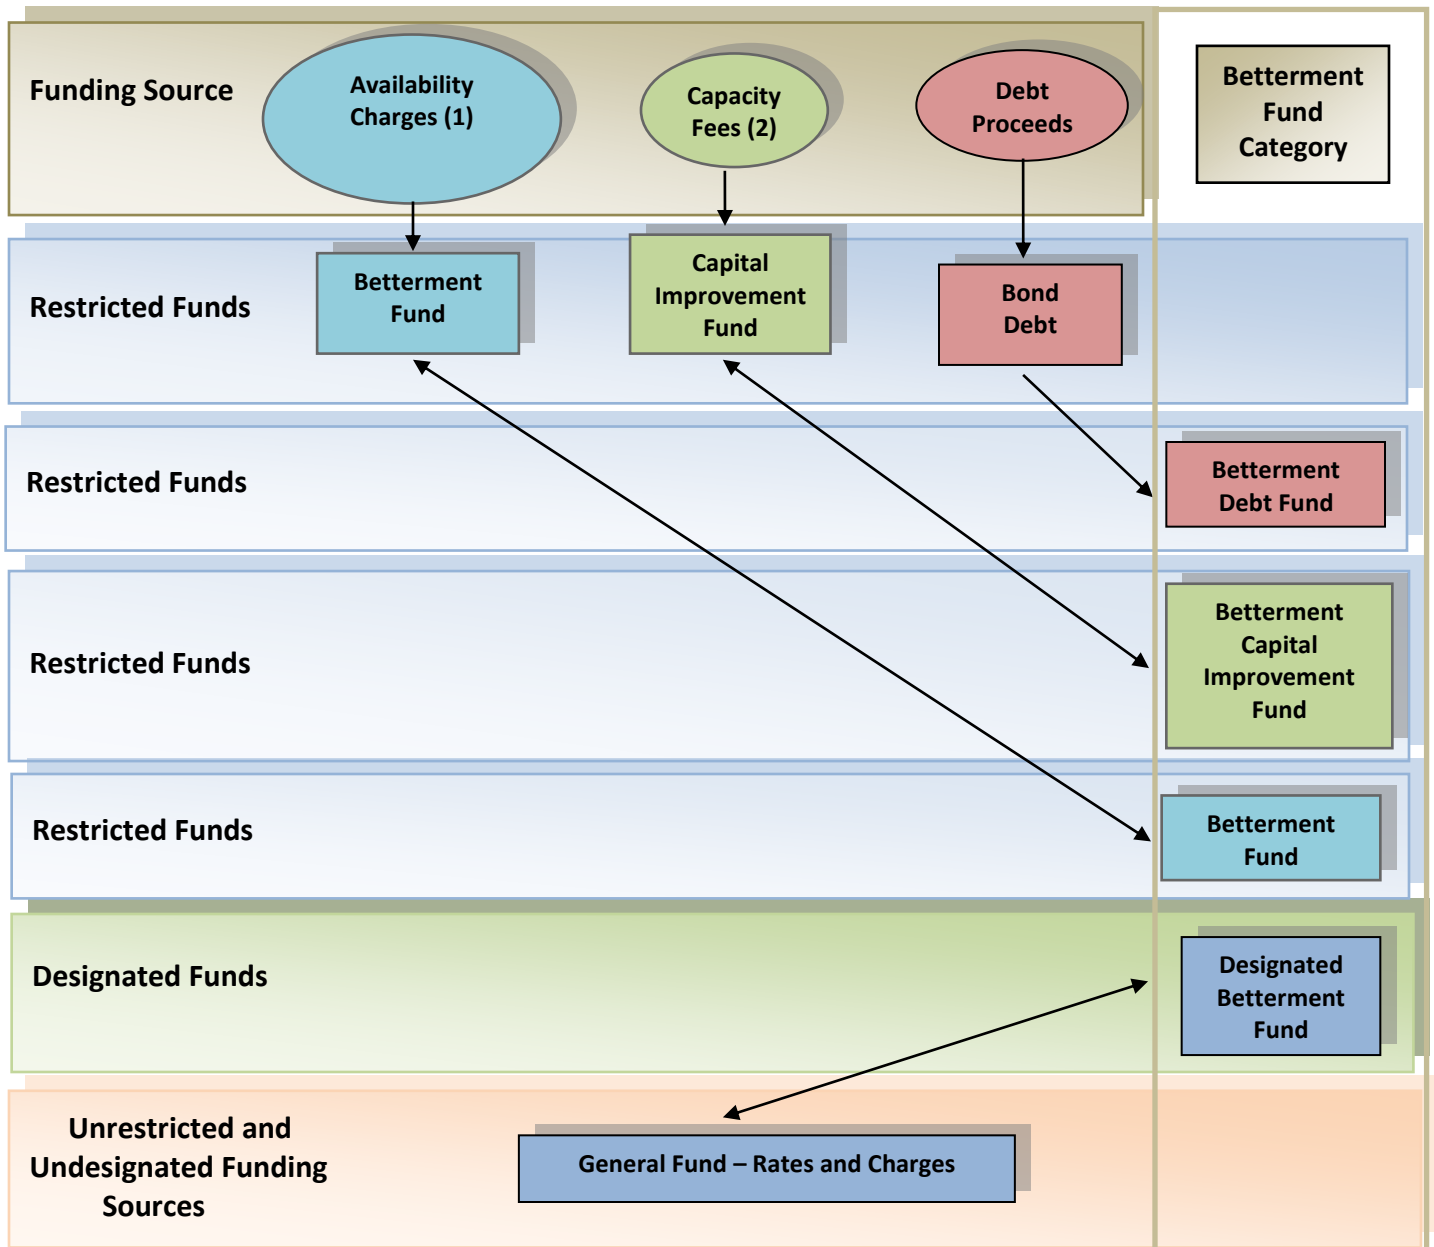 Funding Source
Availability
Charges (1)
Capacity
Fees (2)
Debt
Proceeds
Betterment
Fund
Category
Restricted Funds
Betterment
Fund
Capital
Improvement
Fund
Bond
Debt
Restricted Funds
Betterment
Debt Fund
Restricted Funds
Betterment
Capital
Improvement
Fund
Restricted Funds
Betterment
Fund
Designated Funds
Designated
Betterment
Fund
Unrestricted and
Undesignated Funding
Sources
General Fund – Rates and Charges